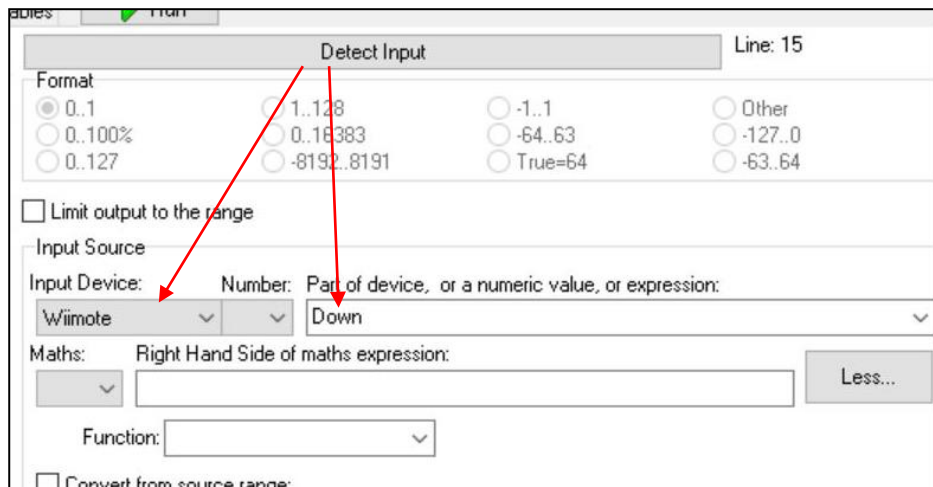 ables Run
Detect Input Line: 15
Format
0..1 1..128 -1..1 Other
0..100% 0..16383 -64..63 -127..0
0..127 -8192..8191 True=64 -63..64
Limit output to the range
Input Source
Input Device: Number: Part of device, or a numeric value, or expression:
Wiimote Down
Maths: Right Hand Side of maths expression:
Less...
Function:
Convert from source range: